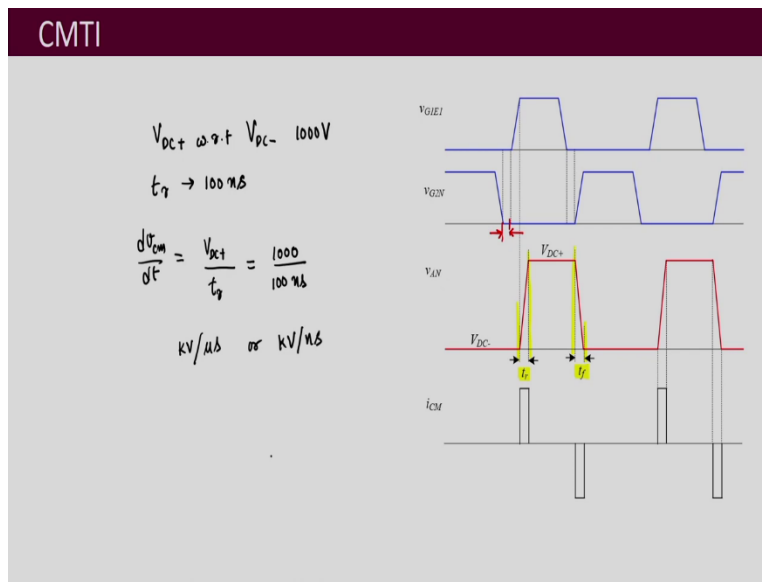 CMTI
V_DC+ w.r.t V_DC- 1000V
t_r → 100 ns
dv_cm/dt = V_DC+/t_r = 1000/100 ns
kV/μs or kV/ns
v_G1E1
v_G2N
v_AN
V_DC+
V_DC-
t_r t_f
i_CM